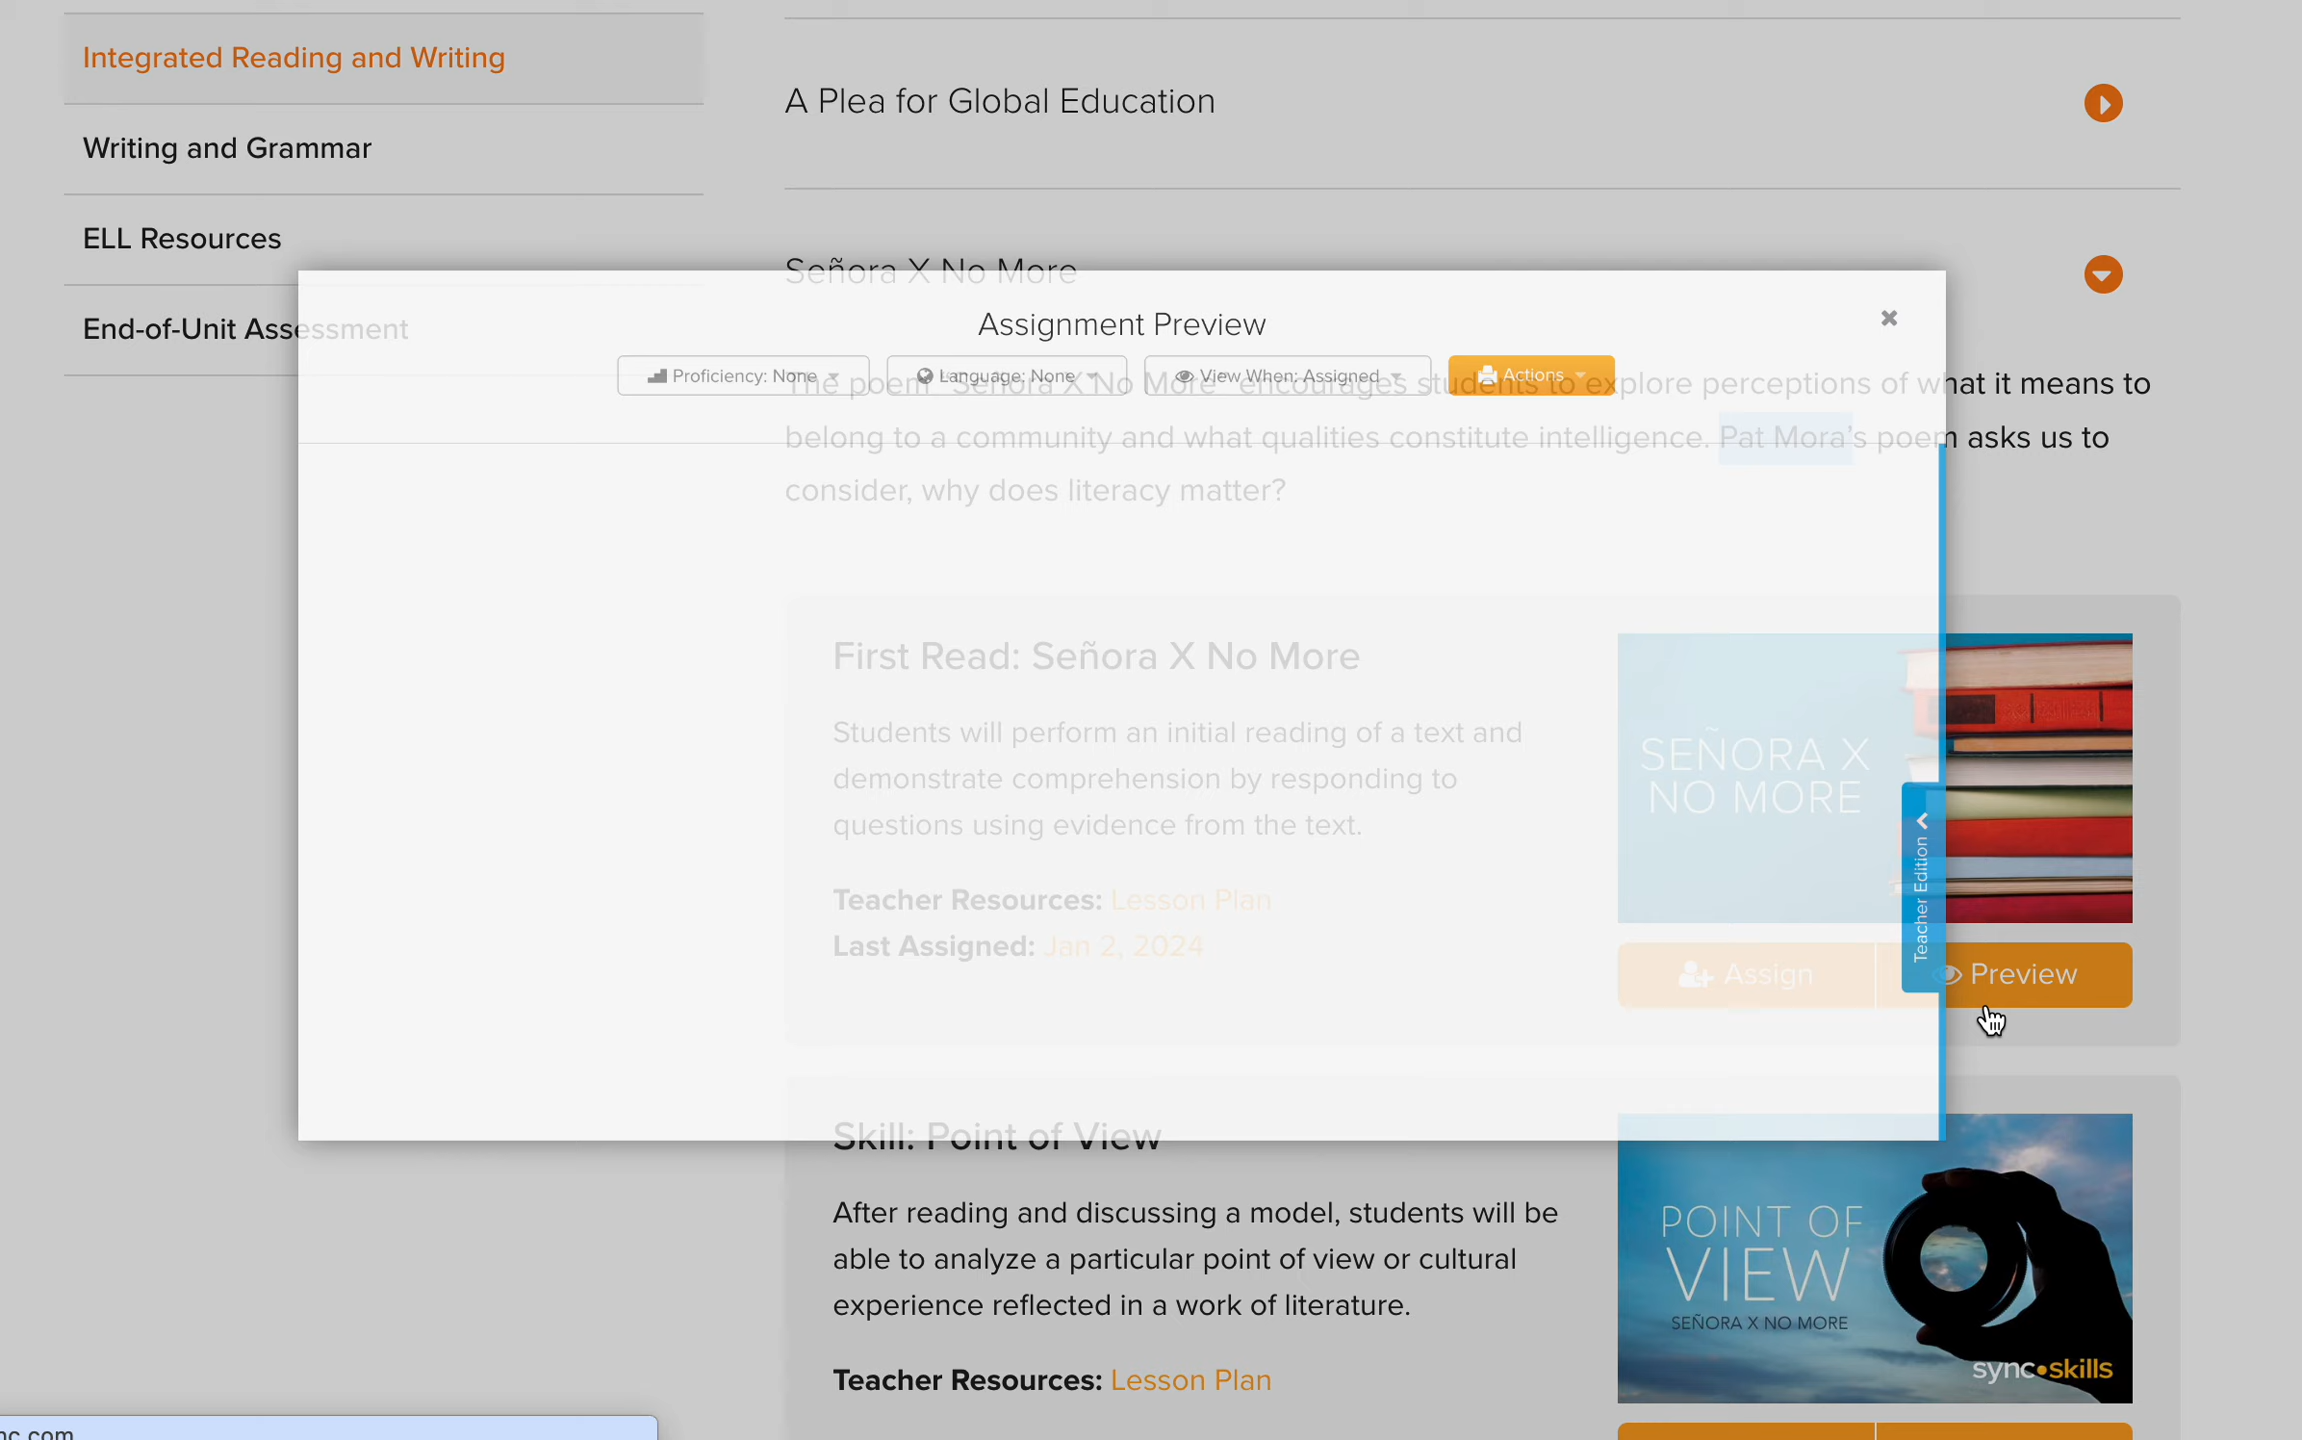 Integrated Reading and Writing
Writing and Grammar
ELL Resources
End-of-Unit Assessment
A Plea for Global Education
Señora X No More
Assignment Preview
Proficiency: None
Language: None
View When: Assigned
Actions
The poem "Señora X No More" encourages students to explore perceptions of what it means to
belong to a community and what qualities constitute intelligence. Pat Mora's poem asks us to
consider, why does literacy matter?
First Read: Señora X No More
Students will perform an initial reading of a text and
demonstrate comprehension by responding to
questions using evidence from the text.
Teacher Resources: Lesson Plan
Last Assigned: Jan 2, 2024
SEÑORA X
NO MORE
Teacher Edition
Assign
Preview
Skill: Point of View
After reading and discussing a model, students will be
able to analyze a particular point of view or cultural
experience reflected in a work of literature.
Teacher Resources: Lesson Plan
POINT OF
VIEW
SEÑORA X NO MORE
sync•skills
nc.com